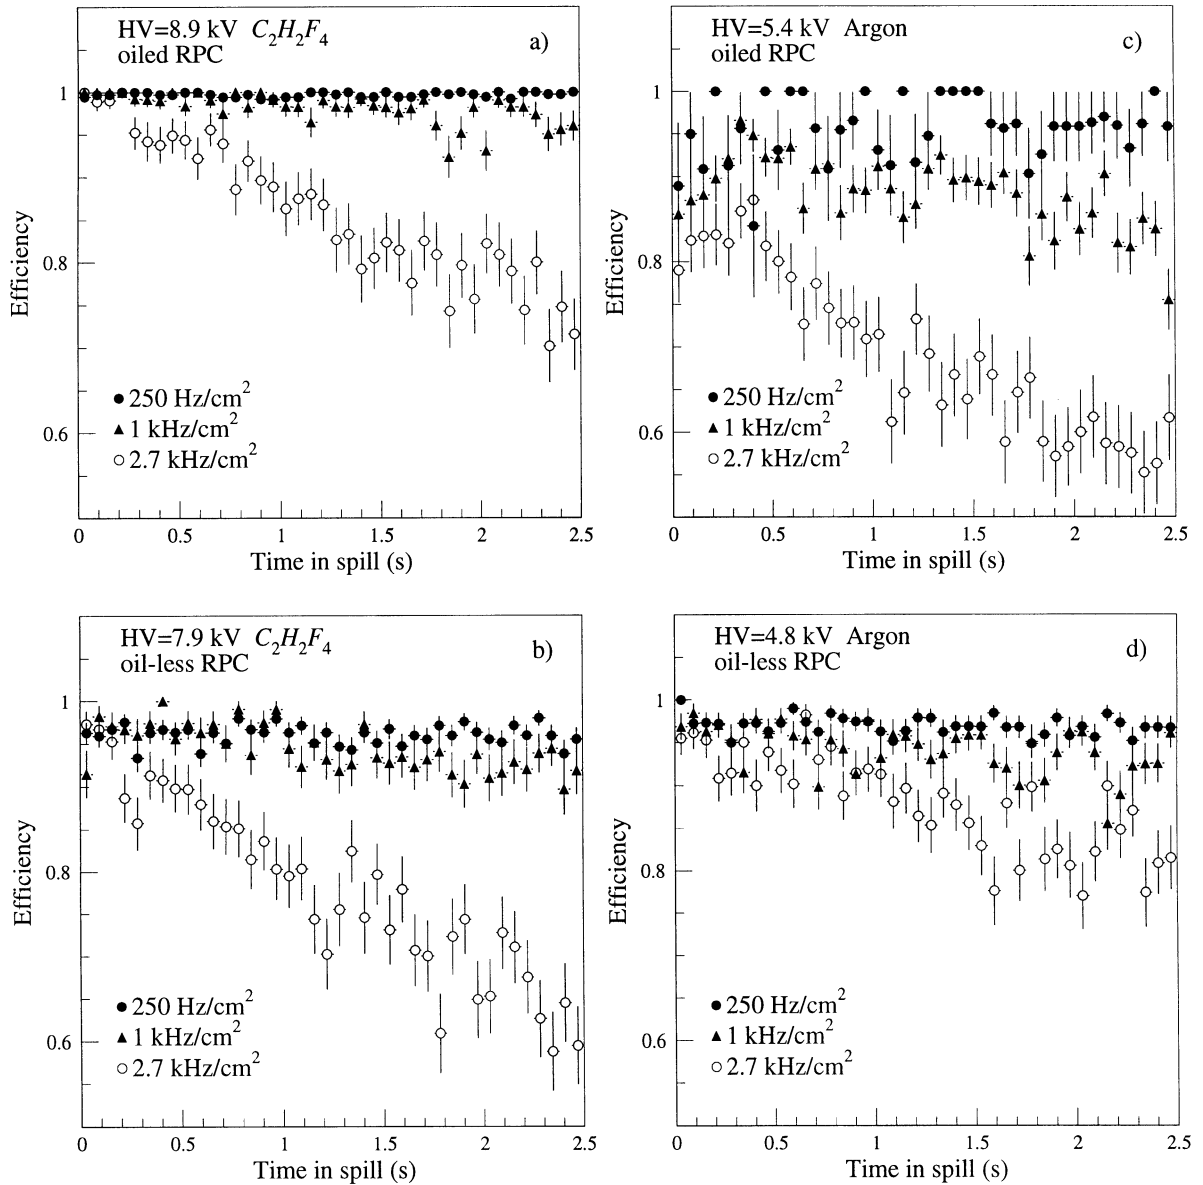 HV=8.9 kV C₂H₂F₄
oiled RPC
a)
1
0.8
0.6
Efficiency
● 250 Hz/cm²
▲ 1 kHz/cm²
○ 2.7 kHz/cm²
0 0.5 1 1.5 2 2.5
Time in spill (s)
HV=5.4 kV Argon
oiled RPC
c)
1
0.8
0.6
Efficiency
● 250 Hz/cm²
▲ 1 kHz/cm²
○ 2.7 kHz/cm²
0 0.5 1 1.5 2 2.5
Time in spill (s)
HV=7.9 kV C₂H₂F₄
oil-less RPC
b)
1
0.8
0.6
Efficiency
● 250 Hz/cm²
▲ 1 kHz/cm²
○ 2.7 kHz/cm²
0 0.5 1 1.5 2 2.5
Time in spill (s)
HV=4.8 kV Argon
oil-less RPC
d)
1
0.8
0.6
Efficiency
● 250 Hz/cm²
▲ 1 kHz/cm²
○ 2.7 kHz/cm²
0 0.5 1 1.5 2 2.5
Time in spill (s)